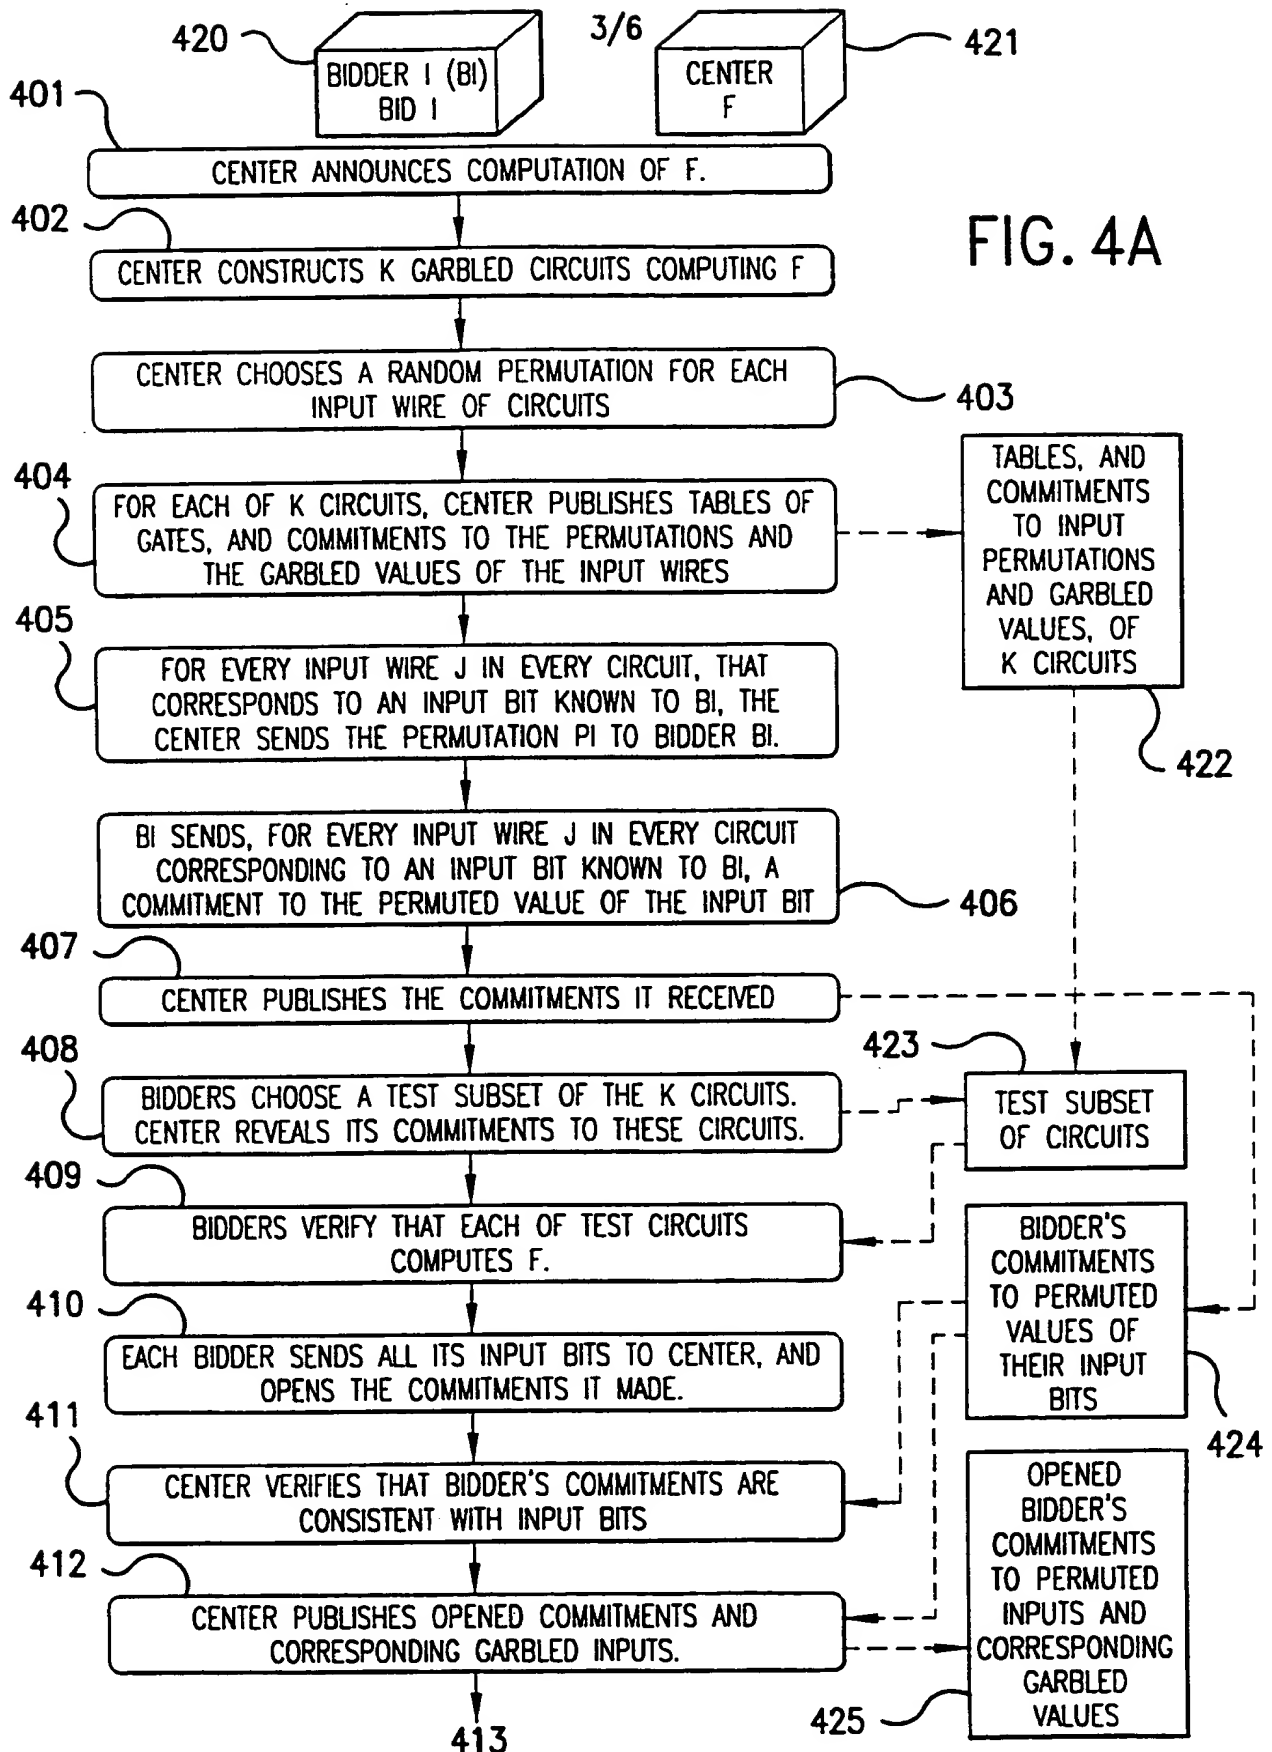 3/6
420
BIDDER I (BI)
BID I
CENTER
F
421
401
CENTER ANNOUNCES COMPUTATION OF F.
402
CENTER CONSTRUCTS K GARBLED CIRCUITS COMPUTING F
FIG. 4A
CENTER CHOOSES A RANDOM PERMUTATION FOR EACH
INPUT WIRE OF CIRCUITS
403
404
FOR EACH OF K CIRCUITS, CENTER PUBLISHES TABLES OF
GATES, AND COMMITMENTS TO THE PERMUTATIONS AND
THE GARBLED VALUES OF THE INPUT WIRES
TABLES, AND
COMMITMENTS
TO INPUT
PERMUTATIONS
AND GARBLED
VALUES, OF
K CIRCUITS
422
405
FOR EVERY INPUT WIRE J IN EVERY CIRCUIT, THAT
CORRESPONDS TO AN INPUT BIT KNOWN TO BI, THE
CENTER SENDS THE PERMUTATION PI TO BIDDER BI.
BI SENDS, FOR EVERY INPUT WIRE J IN EVERY CIRCUIT
CORRESPONDING TO AN INPUT BIT KNOWN TO BI, A
COMMITMENT TO THE PERMUTED VALUE OF THE INPUT BIT
406
407
CENTER PUBLISHES THE COMMITMENTS IT RECEIVED
408
BIDDERS CHOOSE A TEST SUBSET OF THE K CIRCUITS.
CENTER REVEALS ITS COMMITMENTS TO THESE CIRCUITS.
423
TEST SUBSET
OF CIRCUITS
409
BIDDERS VERIFY THAT EACH OF TEST CIRCUITS
COMPUTES F.
BIDDER'S
COMMITMENTS
TO PERMUTED
VALUES OF
THEIR INPUT
BITS
424
410
EACH BIDDER SENDS ALL ITS INPUT BITS TO CENTER, AND
OPENS THE COMMITMENTS IT MADE.
411
CENTER VERIFIES THAT BIDDER'S COMMITMENTS ARE
CONSISTENT WITH INPUT BITS
412
CENTER PUBLISHES OPENED COMMITMENTS AND
CORRESPONDING GARBLED INPUTS.
OPENED
BIDDER'S
COMMITMENTS
TO PERMUTED
INPUTS AND
CORRESPONDING
GARBLED
VALUES
425
413